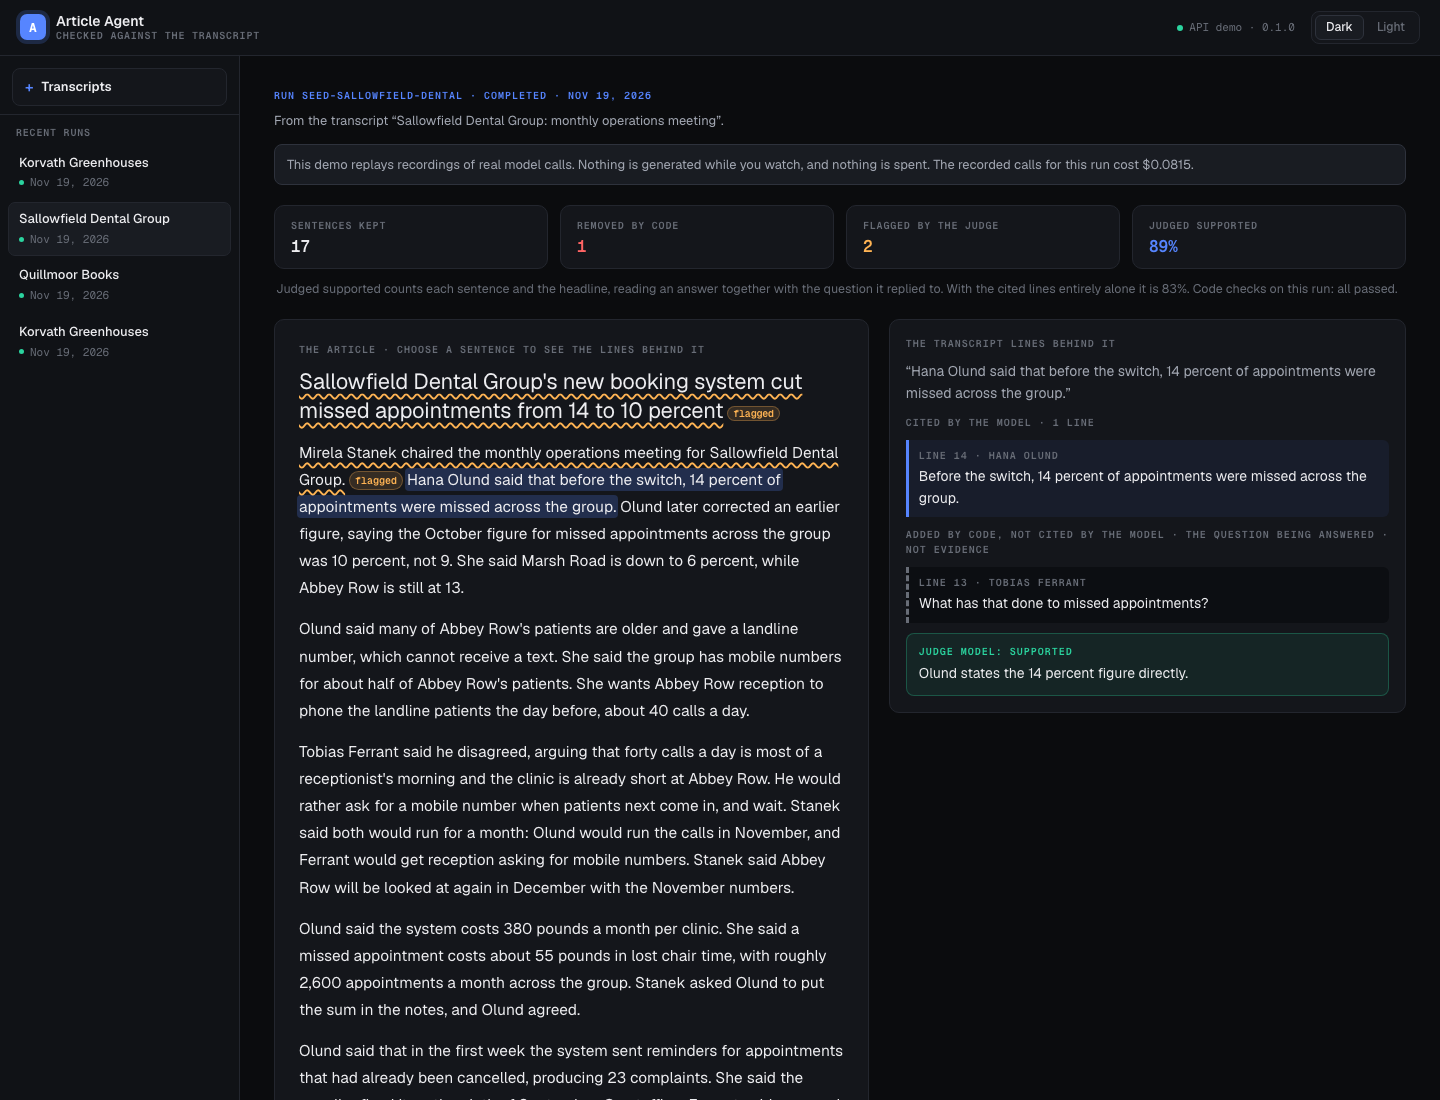 A
Article Agent
CHECKED AGAINST THE TRANSCRIPT
API demo · 0.1.0
Dark
Light
+ Transcripts
RECENT RUNS
Korvath Greenhouses
Nov 19, 2026
Sallowfield Dental Group
Nov 19, 2026
Quillmoor Books
Nov 19, 2026
Korvath Greenhouses
Nov 19, 2026
RUN SEED-SALLOWFIELD-DENTAL · COMPLETED · NOV 19, 2026
From the transcript “Sallowfield Dental Group: monthly operations meeting”.
This demo replays recordings of real model calls. Nothing is generated while you watch, and nothing is spent. The recorded calls for this run cost $0.0815.
SENTENCES KEPT
17
REMOVED BY CODE
1
FLAGGED BY THE JUDGE
2
JUDGED SUPPORTED
89%
Judged supported counts each sentence and the headline, reading an answer together with the question it replied to. With the cited lines entirely alone it is 83%. Code checks on this run: all passed.
THE ARTICLE · CHOOSE A SENTENCE TO SEE THE LINES BEHIND IT
Sallowfield Dental Group's new booking system cut
missed appointments from 14 to 10 percent flagged
Mirela Stanek chaired the monthly operations meeting for Sallowfield Dental
Group. flagged Hana Olund said that before the switch, 14 percent of
appointments were missed across the group. Olund later corrected an earlier
figure, saying the October figure for missed appointments across the group
was 10 percent, not 9. She said Marsh Road is down to 6 percent, while
Abbey Row is still at 13.
Olund said many of Abbey Row's patients are older and gave a landline
number, which cannot receive a text. She said the group has mobile numbers
for about half of Abbey Row's patients. She wants Abbey Row reception to
phone the landline patients the day before, about 40 calls a day.
Tobias Ferrant said he disagreed, arguing that forty calls a day is most of a
receptionist's morning and the clinic is already short at Abbey Row. He would
rather ask for a mobile number when patients next come in, and wait. Stanek
said both would run for a month: Olund would run the calls in November, and
Ferrant would get reception asking for mobile numbers. Stanek said Abbey
Row will be looked at again in December with the November numbers.
Olund said the system costs 380 pounds a month per clinic. She said a
missed appointment costs about 55 pounds in lost chair time, with roughly
2,600 appointments a month across the group. Stanek asked Olund to put
the sum in the notes, and Olund agreed.
Olund said that in the first week the system sent reminders for appointments
that had already been cancelled, producing 23 complaints. She said the
THE TRANSCRIPT LINES BEHIND IT
“Hana Olund said that before the switch, 14 percent of appointments were
missed across the group.”
CITED BY THE MODEL · 1 LINE
LINE 14 · HANA OLUND
Before the switch, 14 percent of appointments were missed across the
group.
ADDED BY CODE, NOT CITED BY THE MODEL · THE QUESTION BEING ANSWERED ·
NOT EVIDENCE
LINE 13 · TOBIAS FERRANT
What has that done to missed appointments?
JUDGE MODEL: SUPPORTED
Olund states the 14 percent figure directly.